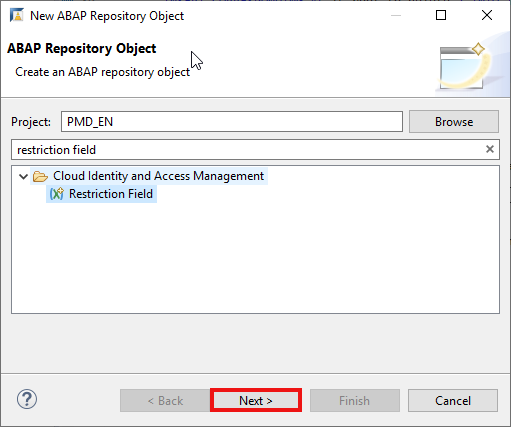 New ABAP Repository Object
ABAP Repository Object
Create an ABAP repository object
Project: PMD_EN Browse
restriction field
Cloud Identity and Access Management
Restriction Field
? < Back Next > Finish Cancel